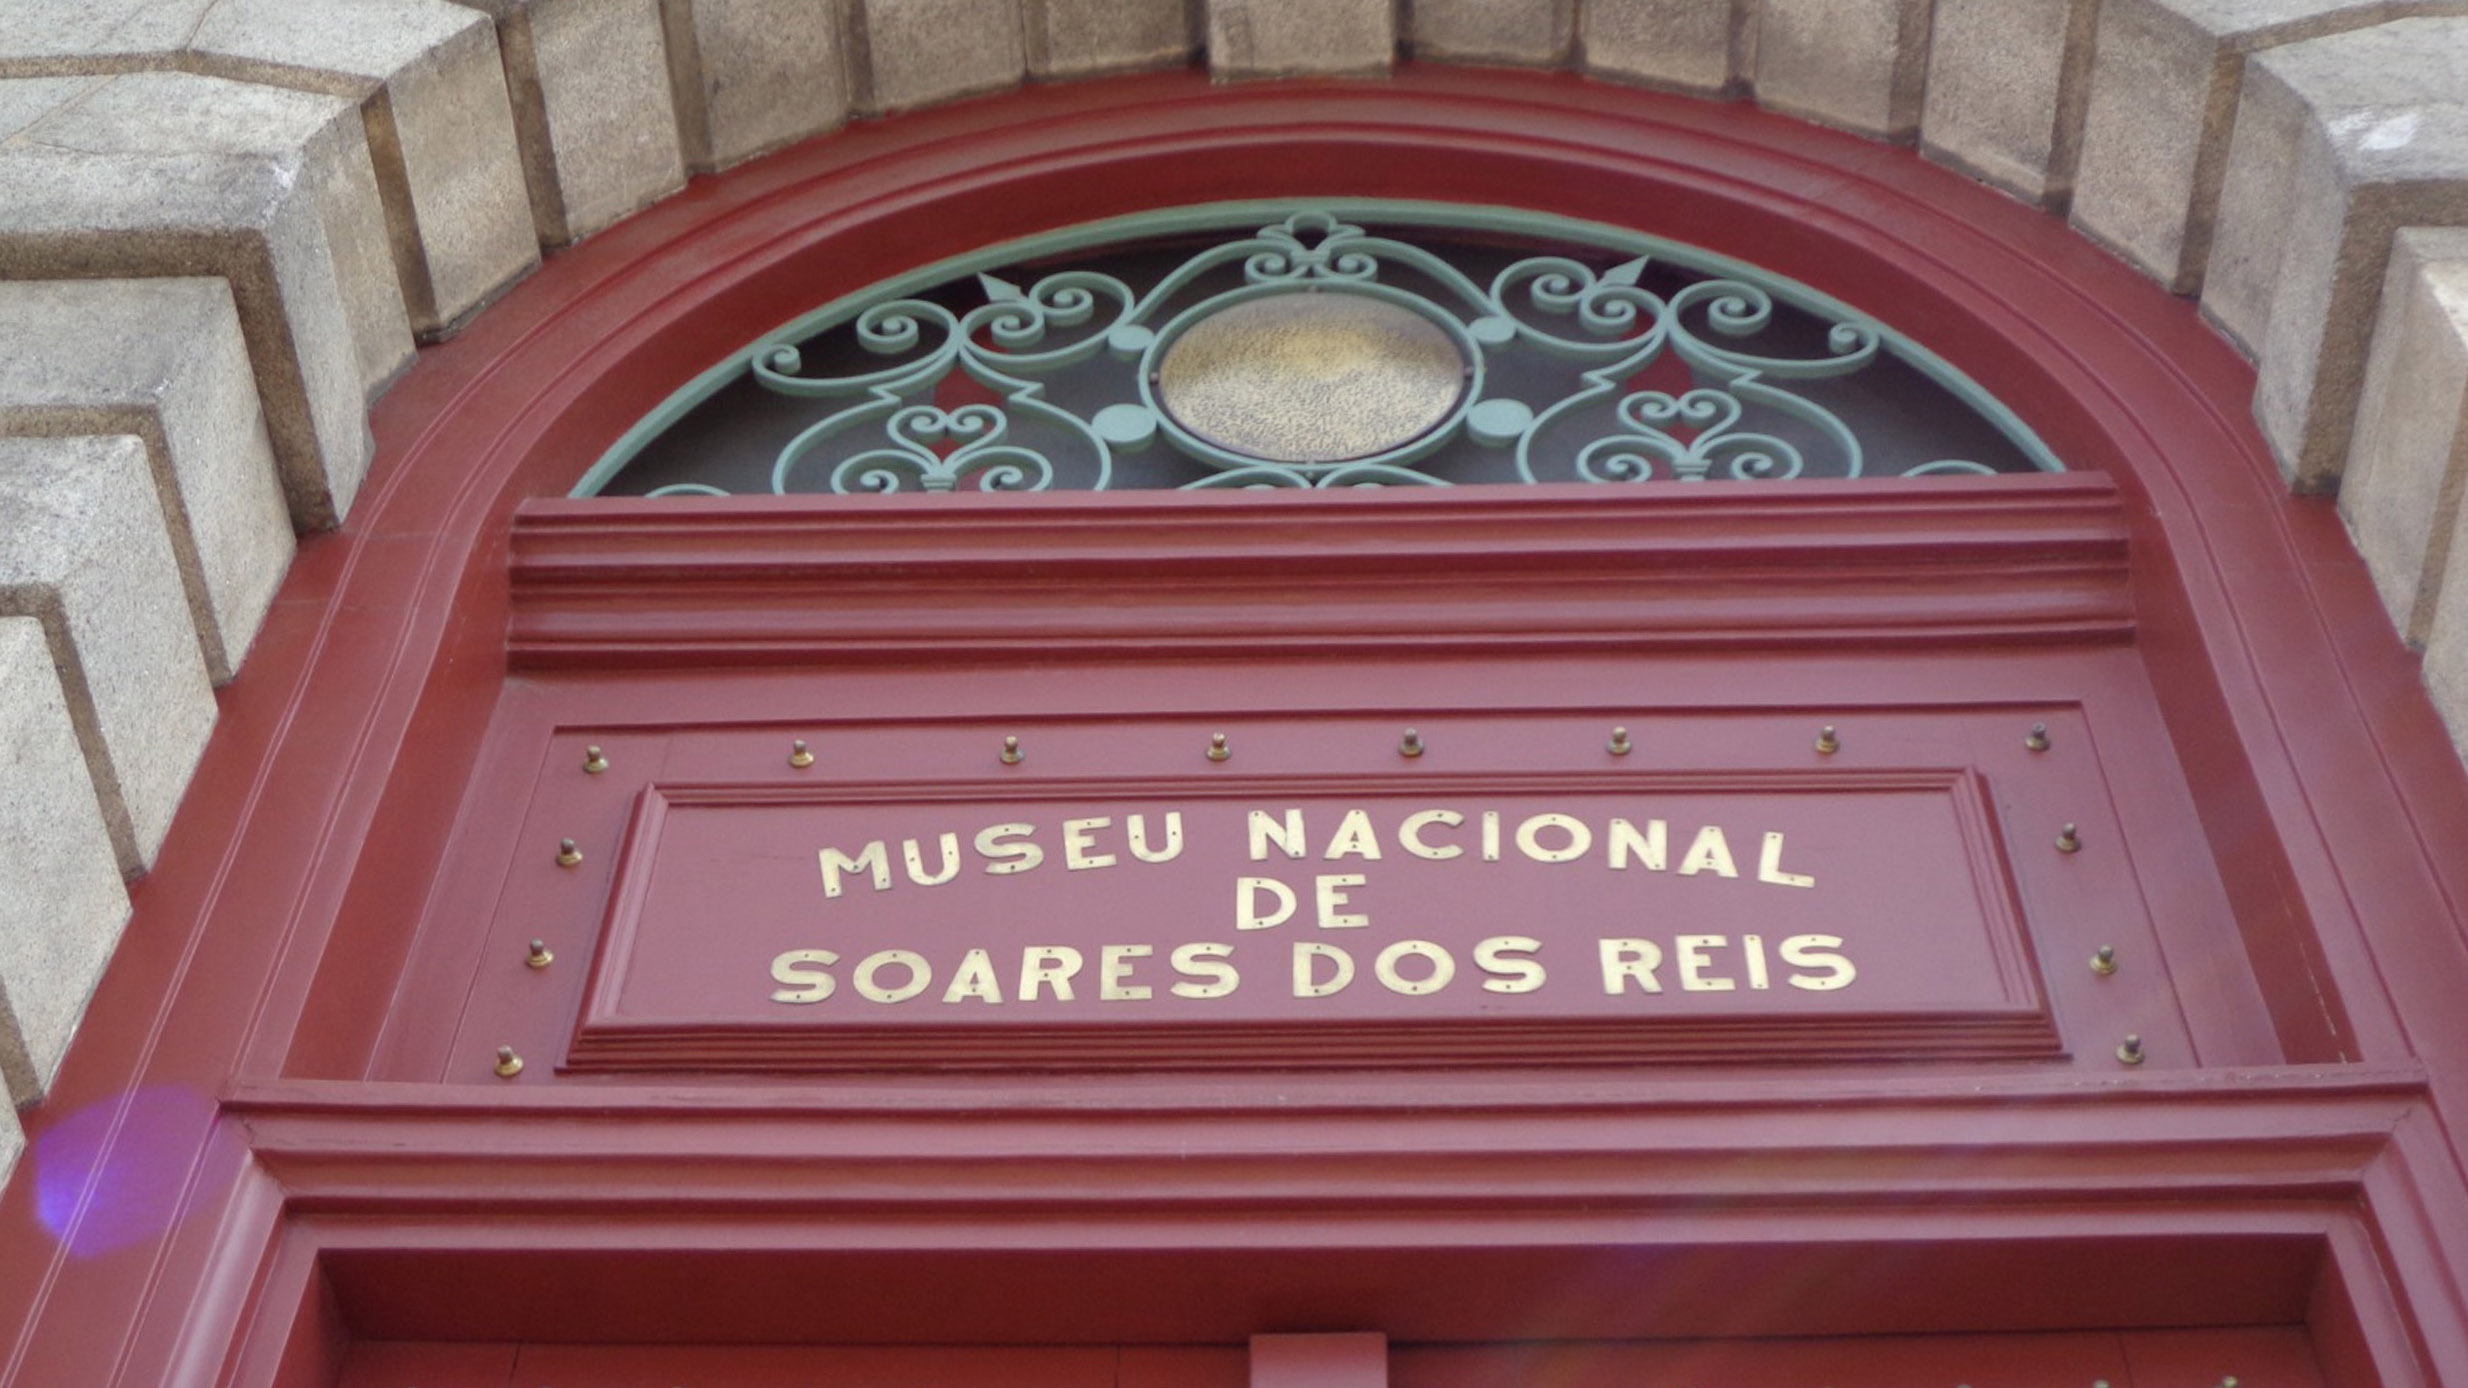 MUSEU NACIONAL
DE
SOARES DOS REIS